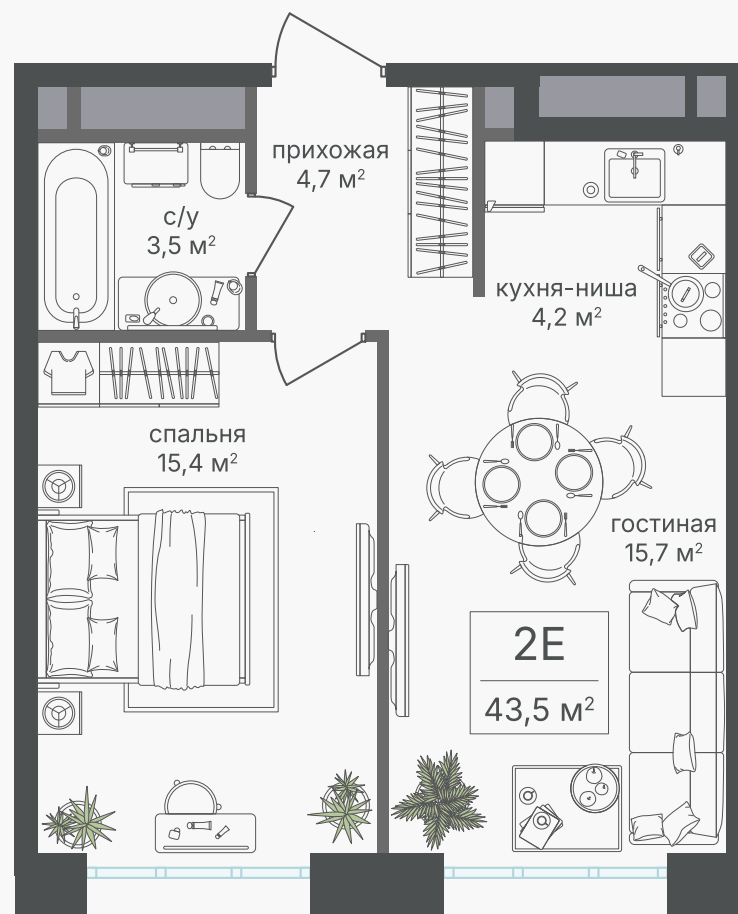 прихожая
4,7 м²
с/у
3,5 м²
кухня-ниша
4,2 м²
спальня
15,4 м²
гостиная
15,7 м²
2Е
43,5 м²